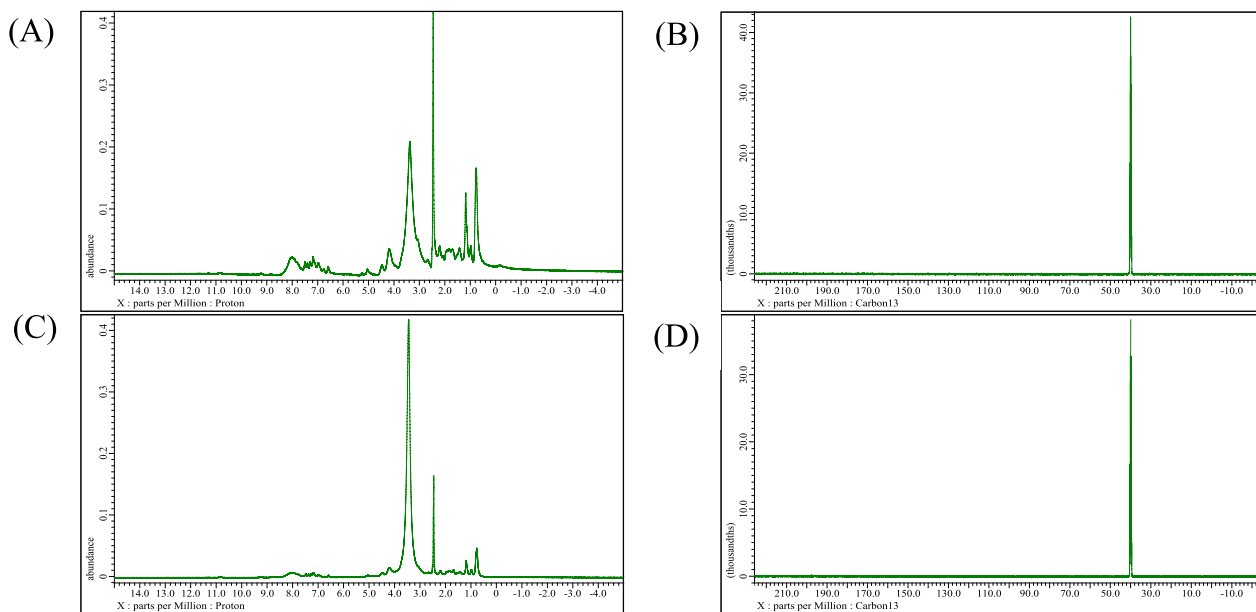 (A)
0.4
0.3
0.2
0.1
0
abundance
14.0 13.0 12.0 11.0 10.0 9.0 8.0 7.0 6.0 5.0 4.0 3.0 2.0 1.0 0 -1.0 -2.0 -3.0 -4.0
X : parts per Million : Proton
(B)
40.0
30.0
20.0
10.0
0
(thousandths)
210.0 190.0 170.0 150.0 130.0 110.0 90.0 70.0 50.0 30.0 10.0 -10.0
X : parts per Million : Carbon13
(C)
0.4
0.3
0.2
0.1
0
abundance
14.0 13.0 12.0 11.0 10.0 9.0 8.0 7.0 6.0 5.0 4.0 3.0 2.0 1.0 0 -1.0 -2.0 -3.0 -4.0
X : parts per Million : Proton
(D)
30.0
20.0
10.0
0
(thousandths)
210.0 190.0 170.0 150.0 130.0 110.0 90.0 70.0 50.0 30.0 10.0 -10.0
X : parts per Million : Carbon13